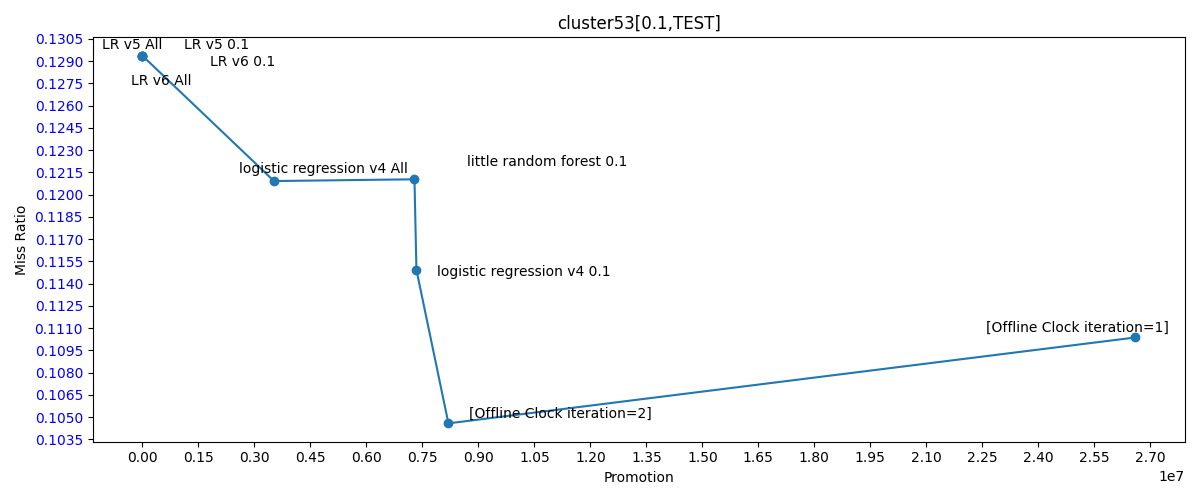 cluster53[0.1,TEST]
0.1305
0.1290
0.1275
0.1260
0.1245
0.1230
0.1215
0.1200
0.1185
0.1170
0.1155
0.1140
0.1125
0.1110
0.1095
0.1080
0.1065
0.1050
0.1035
Miss Ratio
LR v5 All
LR v5 0.1
LR v6 0.1
LR v6 All
logistic regression v4 All
little random forest 0.1
logistic regression v4 0.1
[Offline Clock iteration=1]
[Offline Clock iteration=2]
0.00 0.15 0.30 0.45 0.60 0.75 0.90 1.05 1.20 1.35 1.50 1.65 1.80 1.95 2.10 2.25 2.40 2.55 2.70
Promotion
1e7